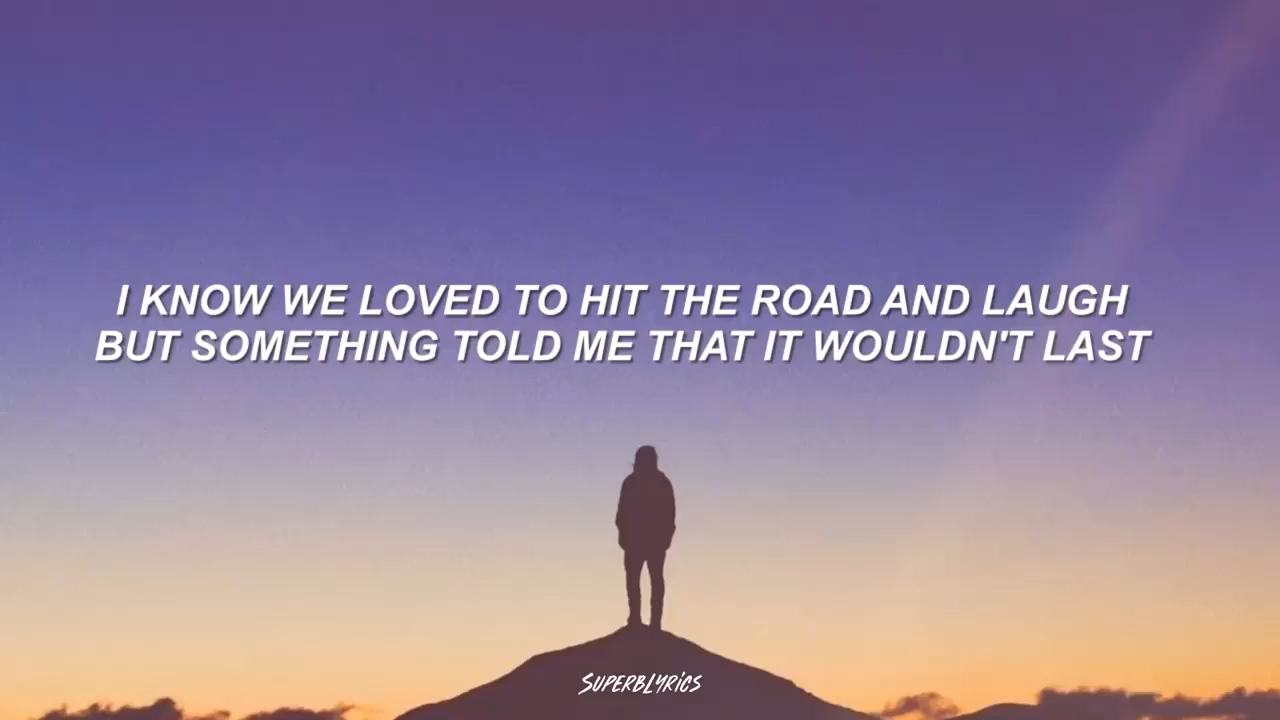 I KNOW WE LOVED TO HIT THE ROAD AND LAUGH
BUT SOMETHING TOLD ME THAT IT WOULDN'T LAST
SUPERBLYRICS